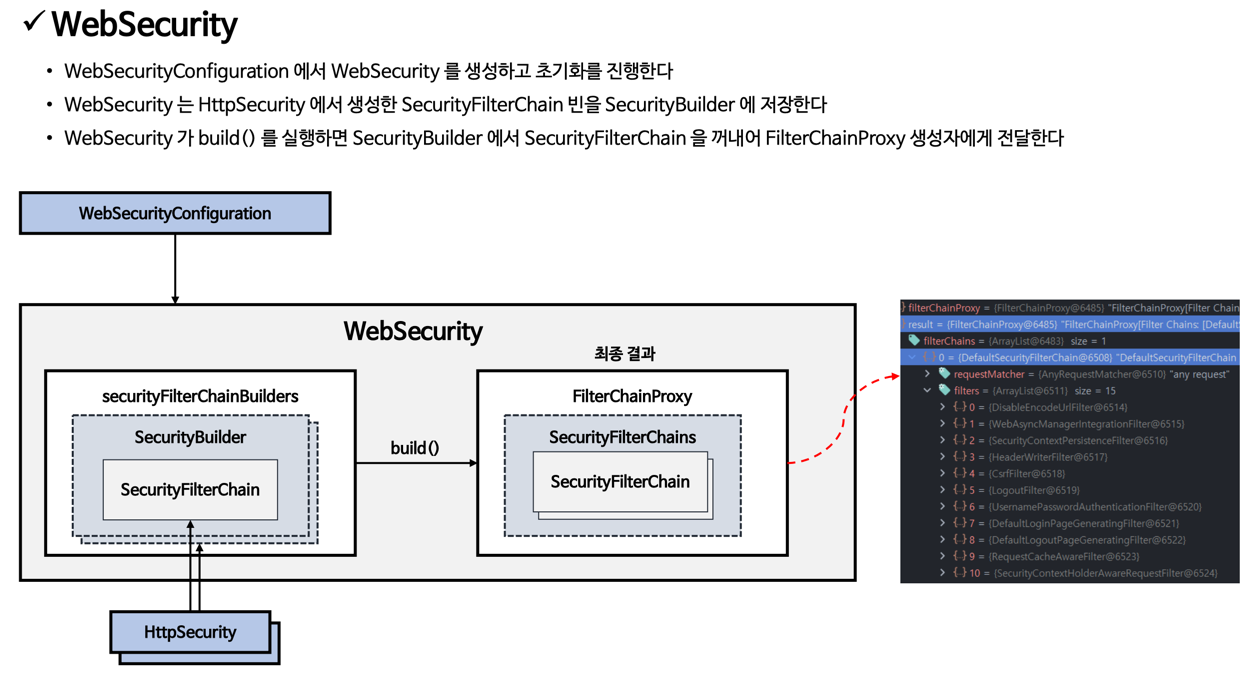 ✓ WebSecurity
• WebSecurityConfiguration 에서 WebSecurity 를 생성하고 초기화를 진행한다
• WebSecurity 는 HttpSecurity 에서 생성한 SecurityFilterChain 빈을 SecurityBuilder 에 저장한다
• WebSecurity 가 build() 를 실행하면 SecurityBuilder 에서 SecurityFilterChain 을 꺼내어 FilterChainProxy 생성자에게 전달한다
WebSecurityConfiguration
WebSecurity
최종 결과
securityFilterChainBuilders
SecurityBuilder
SecurityFilterChain
build()
FilterChainProxy
SecurityFilterChains
SecurityFilterChain
HttpSecurity
} filterChainProxy = {FilterChainProxy@6485} "FilterChainProxy[Filter Chain
result = {FilterChainProxy@6485} "FilterChainProxy[Filter Chains: [DefaultS
filterChains = {ArrayList@6483} size = 1
{..} 0 = {DefaultSecurityFilterChain@6508} "DefaultSecurityFilterChain
requestMatcher = {AnyRequestMatcher@6510} "any request"
filters = {ArrayList@6511} size = 15
{..} 0 = {DisableEncodeUrlFilter@6514}
{..} 1 = {WebAsyncManagerIntegrationFilter@6515}
{..} 2 = {SecurityContextPersistenceFilter@6516}
{..} 3 = {HeaderWriterFilter@6517}
{..} 4 = {CsrfFilter@6518}
{..} 5 = {LogoutFilter@6519}
{..} 6 = {UsernamePasswordAuthenticationFilter@6520}
{..} 7 = {DefaultLoginPageGeneratingFilter@6521}
{..} 8 = {DefaultLogoutPageGeneratingFilter@6522}
{..} 9 = {RequestCacheAwareFilter@6523}
{..} 10 = {SecurityContextHolderAwareRequestFilter@6524}